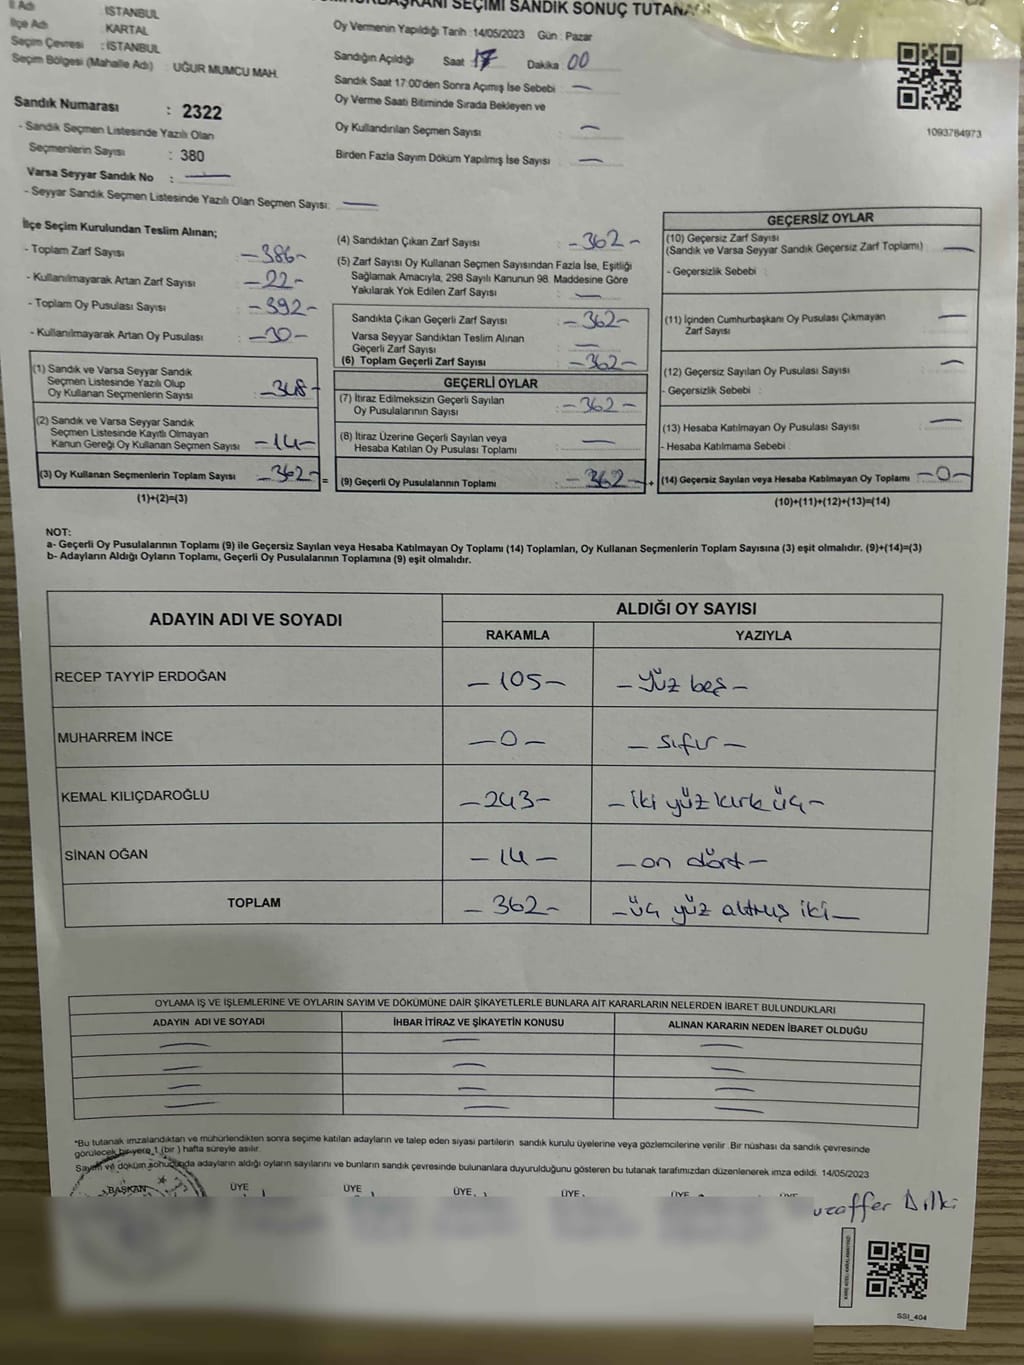 İl Adı : İSTANBUL
İlçe Adı : KARTAL
Seçim Çevresi : İSTANBUL
Seçim Bölgesi (Mahalle Adı) : UĞUR MUMCU MAH.
Sandık Numarası : 2322
- Sandık Seçmen Listesinde Yazılı Olan
Seçmenlerin Sayısı : 380
Varsa Seyyar Sandık No : —
- Seyyar Sandık Seçmen Listesinde Yazılı Olan Seçmen Sayısı: —
SEÇİMİ SANDIK SONUÇ
Oy Vermenin Yapıldığı Tarih :14/05/2023 Gün : Pazar
Sandığın Açıldığı Saat 17 Dakika 00
Sandık Saat 17:00'den Sonra Açımış İse Sebebi : —
Oy Verme Saati Bitiminde Sırada Bekleyen ve
Oy Kullandırılan Seçmen Sayısı : —
Birden Fazla Sayım Döküm Yapılmış İse Sayısı : —
1093784973
İlçe Seçim Kurulundan Teslim Alınan;
- Toplam Zarf Sayısı : -386-
- Kullanılmayarak Artan Zarf Sayısı : -22-
- Toplam Oy Pusulası Sayısı : -392-
- Kullanılmayarak Artan Oy Pusulası : -30-
(1) Sandık ve Varsa Seyyar Sandık
Seçmen Listesinde Yazılı Olup
Oy Kullanan Seçmenlerin Sayısı : -348-
(2) Sandık ve Varsa Seyyar Sandık
Seçmen Listesinde Kayıtlı Olmayan
Kanun Gereği Oy Kullanan Seçmen Sayısı : -14-
(3) Oy Kullanan Seçmenlerin Toplam Sayısı : -362- =
(1)+(2)=(3)
(4) Sandıktan Çıkan Zarf Sayısı : -362-
(5) Zarf Sayısı Oy Kullanan Seçmen Sayısından Fazla İse, Eşitliği
Sağlamak Amacıyla, 298 Sayılı Kanunun 98. Maddesine Göre
Yakılarak Yok Edilen Zarf Sayısı : —
Sandıkta Çıkan Geçerli Zarf Sayısı : -362-
Varsa Seyyar Sandıktan Teslim Alınan
Geçerli Zarf Sayısı : —
(6) Toplam Geçerli Zarf Sayısı : -362-
GEÇERLİ OYLAR
(7) İtiraz Edilmeksizin Geçerli Sayılan
Oy Pusulalarının Sayısı : -362-
(8) İtiraz Üzerine Geçerli Sayılan veya
Hesaba Katılan Oy Pusulası Toplamı : —
(9) Geçerli Oy Pusulalarının Toplamı : -362- +
GEÇERSİZ OYLAR
(10) Geçersiz Zarf Sayısı
(Sandık ve Varsa Seyyar Sandık Geçersiz Zarf Toplamı) : —
- Geçersizlik Sebebi :
(11) İçinden Cumhurbaşkanı Oy Pusulası Çıkmayan
Zarf Sayısı : —
(12) Geçersiz Sayılan Oy Pusulası Sayısı : —
- Geçersizlik Sebebi :
(13) Hesaba Katılmayan Oy Pusulası Sayısı : —
- Hesaba Katılmama Sebebi :
(14) Geçersiz Sayılan veya Hesaba Katılmayan Oy Toplamı : -0-
(10)+(11)+(12)+(13)=(14)
NOT:
a- Geçerli Oy Pusulalarının Toplamı (9) ile Geçersiz Sayılan veya Hesaba Katılmayan Oy Toplamı (14) Toplamları, Oy Kullanan Seçmenlerin Toplam Sayısına (3) eşit olmalıdır. (9)+(14)=(3)
b- Adayların Aldığı Oyların Toplamı, Geçerli Oy Pusulalarının Toplamına (9) eşit olmalıdır.
ADAYIN ADI VE SOYADI ALDIĞI OY SAYISI
RAKAMLA YAZIYLA
RECEP TAYYİP ERDOĞAN -105- -Yüz beş-
MUHARREM İNCE -0- -sıfır-
KEMAL KILIÇDAROĞLU -243- -iki yüz kırk üç-
SİNAN OĞAN -14- -on dört-
TOPLAM -362- -üç yüz altmış iki-
OYLAMA İŞ VE İŞLEMLERİNE VE OYLARIN SAYIM VE DÖKÜMÜNE DAİR ŞİKAYETLERLE BUNLARA AİT KARARLARIN NELERDEN İBARET BULUNDUKLARI
ADAYIN ADI VE SOYADI İHBAR İTİRAZ VE ŞİKAYETİN KONUSU ALINAN KARARIN NEDEN İBARET OLDUĞU
— — —
— — —
— — —
— — —
*Bu tutanak imzalandıktan ve mühürlendikten sonra seçime katılan adayların ve talep eden siyasi partilerin sandık kurulu üyelerine veya gözlemcilerine verilir. Bir nüshası da sandık çevresinde
görülecek bir yere 1 (bir ) hafta süreyle asılır.
Sayım ve döküm sonucunda adayların aldığı oyların sayılarını ve bunların sandık çevresinde bulunanlara duyurulduğunu gösteren bu tutanak tarafımızdan düzenlenerek imza edildi. 14/05/2023
BAŞKAN ÜYE ÜYE ÜYE ÜYE ÜYE ÜYE
Dilki
SSI_404